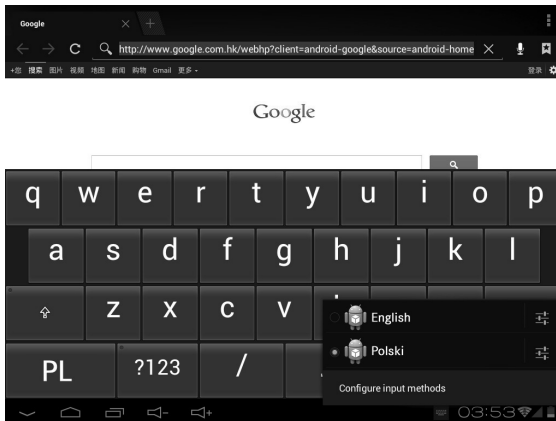 Google
http://www.google.com.hk/webhp?client=android-google&source=android-home
+您 搜索 图片 视频 地图 新闻 购物 Gmail 更多
登录
Google
q w e r t y u i o p
a s d f g h j k l
z x c v
English
PL ?123 / Polski
Configure input methods
03:53